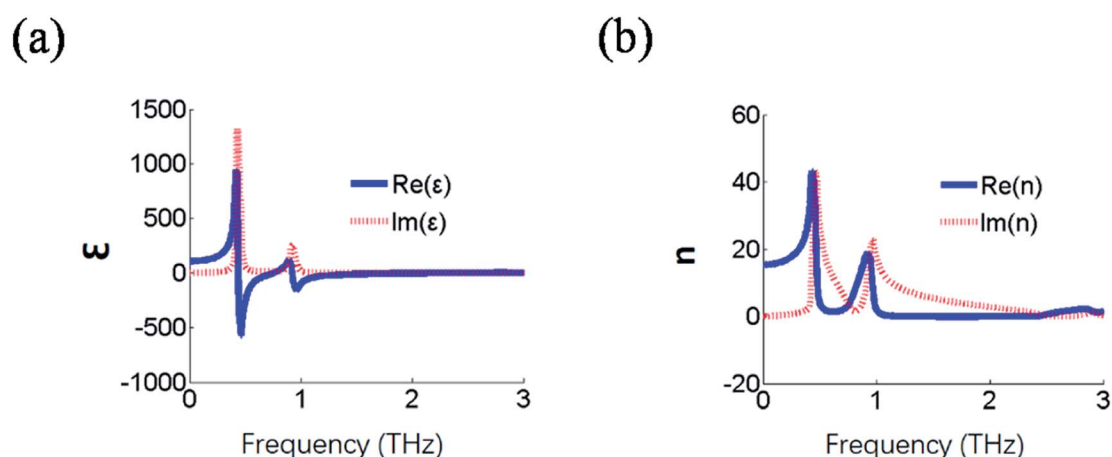 (a)
(b)
1500
1000
500
0
-500
-1000
ε
Re(ε)
Im(ε)
0
1
2
3
Frequency (THz)
60
40
20
0
-20
n
Re(n)
Im(n)
0
1
2
3
Frequency (THz)